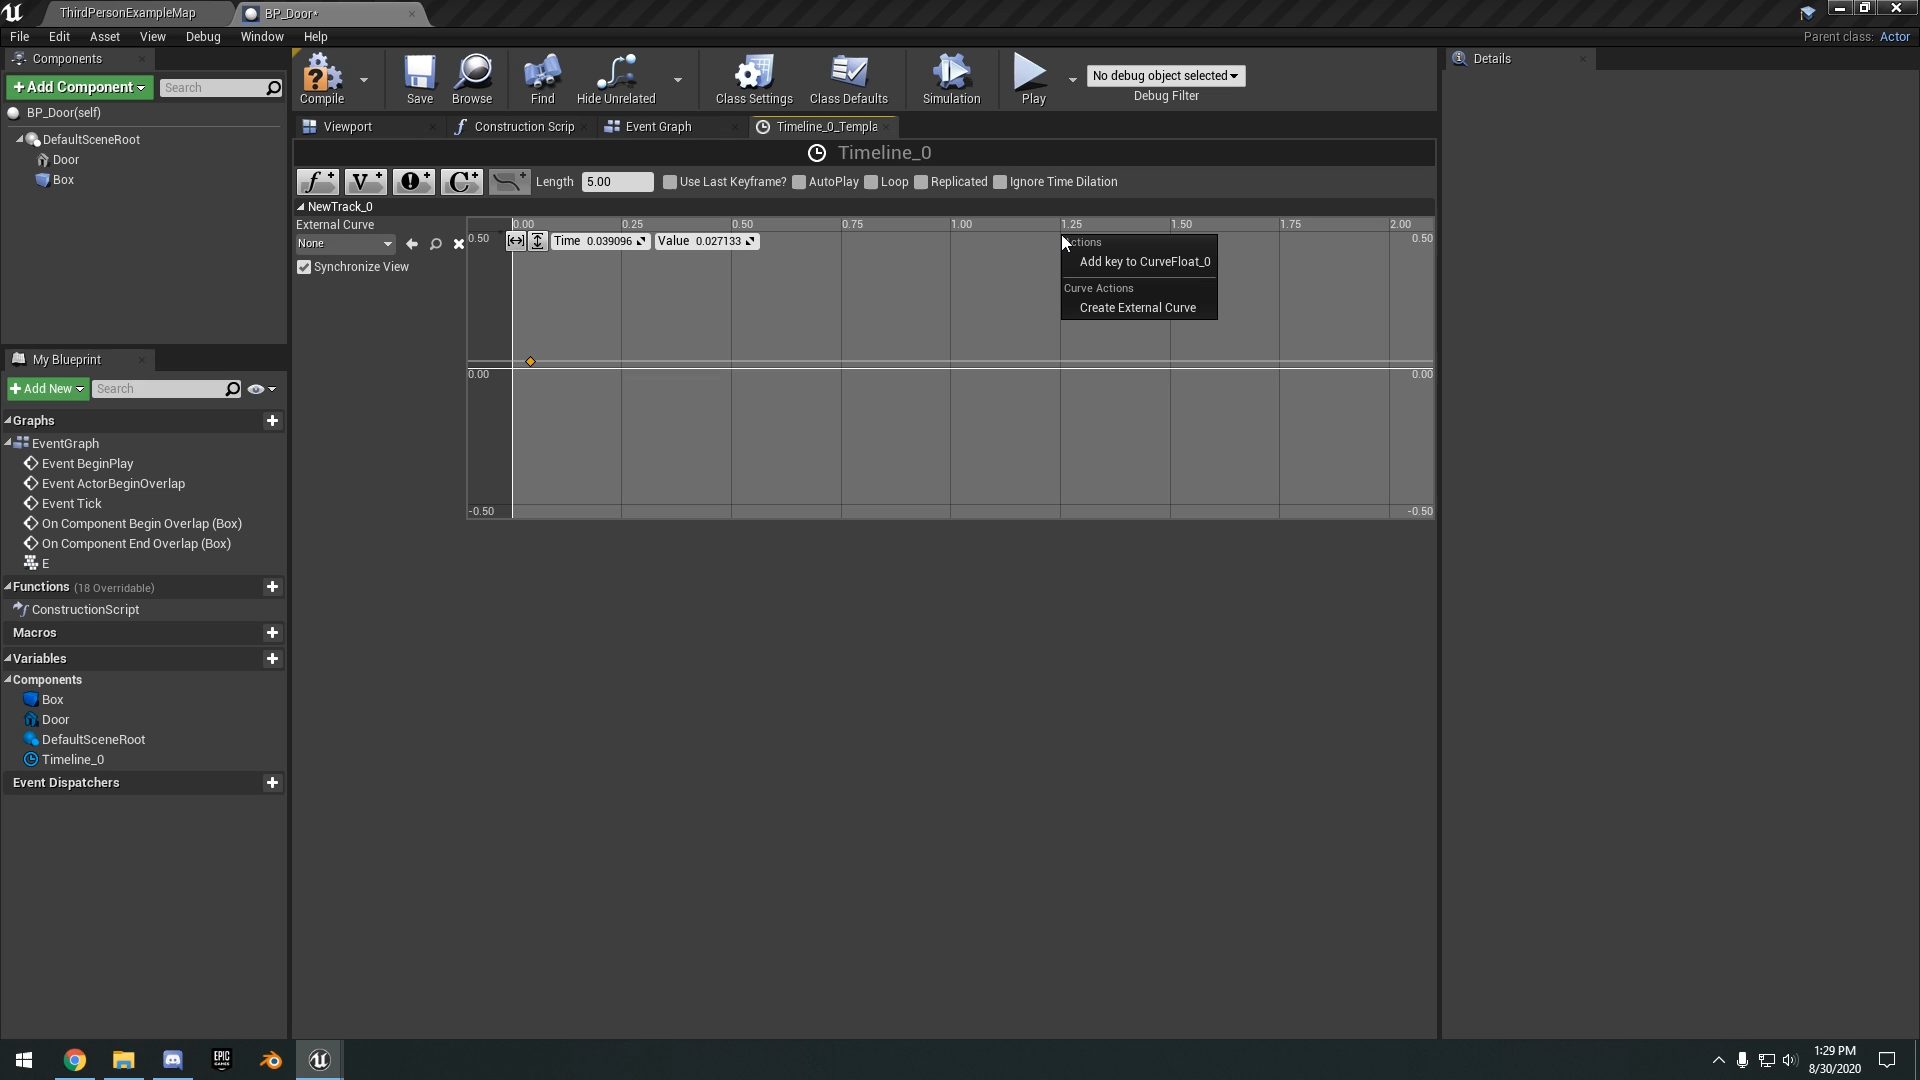 ThirdPersonExampleMap
BP_Door*
File Edit Asset View Debug Window Help
Parent class: Actor
Components
+Add Component
Search
BP_Door(self)
DefaultSceneRoot
Door
Box
Compile
Save
Browse
Find
Hide Unrelated
Class Settings
Class Defaults
Simulation
Play
No debug object selected
Debug Filter
Details
Viewport
Construction Scrip
Event Graph
Timeline_0_Templa
Timeline_0
Length 5.00 Use Last Keyframe? AutoPlay Loop Replicated Ignore Time Dilation
NewTrack_0
External Curve
None
Synchronize View
0.00 0.25 0.50 0.75 1.00 1.25 1.50 1.75 2.00
0.50 0.50
Time 0.039096 Value 0.027133
Add key to CurveFloat_0
Curve Actions
Create External Curve
0.00 0.00
-0.50 -0.50
My Blueprint
+Add New
Search
Graphs
EventGraph
Event BeginPlay
Event ActorBeginOverlap
Event Tick
On Component Begin Overlap (Box)
On Component End Overlap (Box)
E
Functions (18 Overridable)
ConstructionScript
Macros
Variables
Components
Box
Door
DefaultSceneRoot
Timeline_0
Event Dispatchers
EPIC
GAMES
1:29 PM
8/30/2020